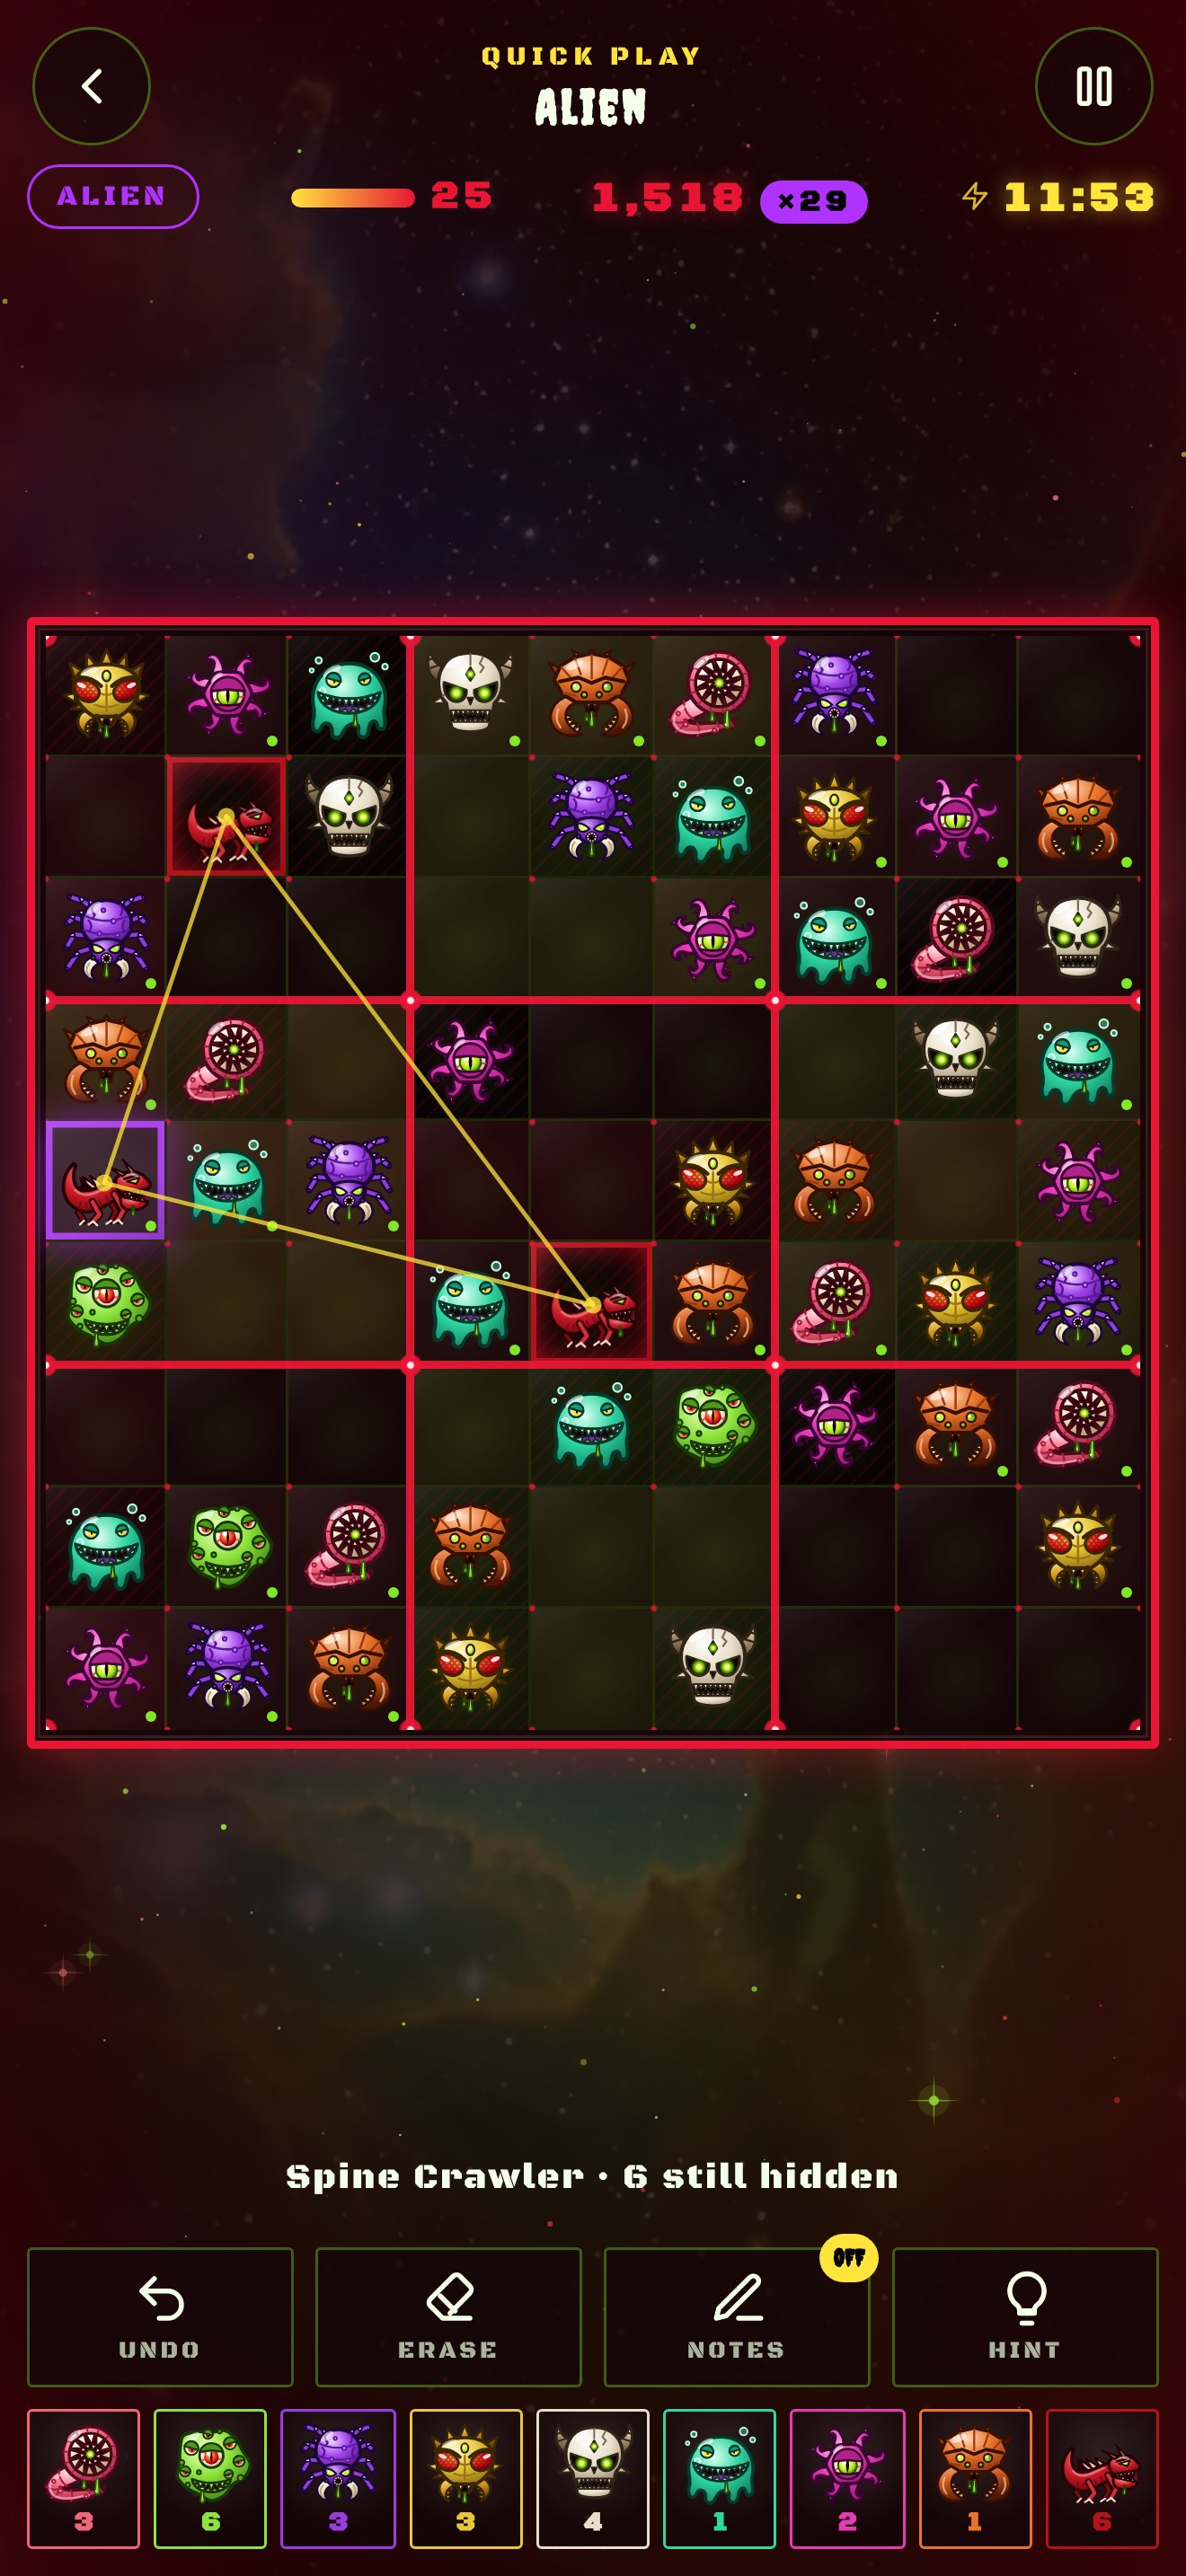 QUICK PLAY
ALIEN
ALIEN
25
1,518
×29
11:53
Spine Crawler · 6 still hidden
OFF
UNDO
ERASE
NOTES
HINT
3
6
3
3
4
1
2
1
6